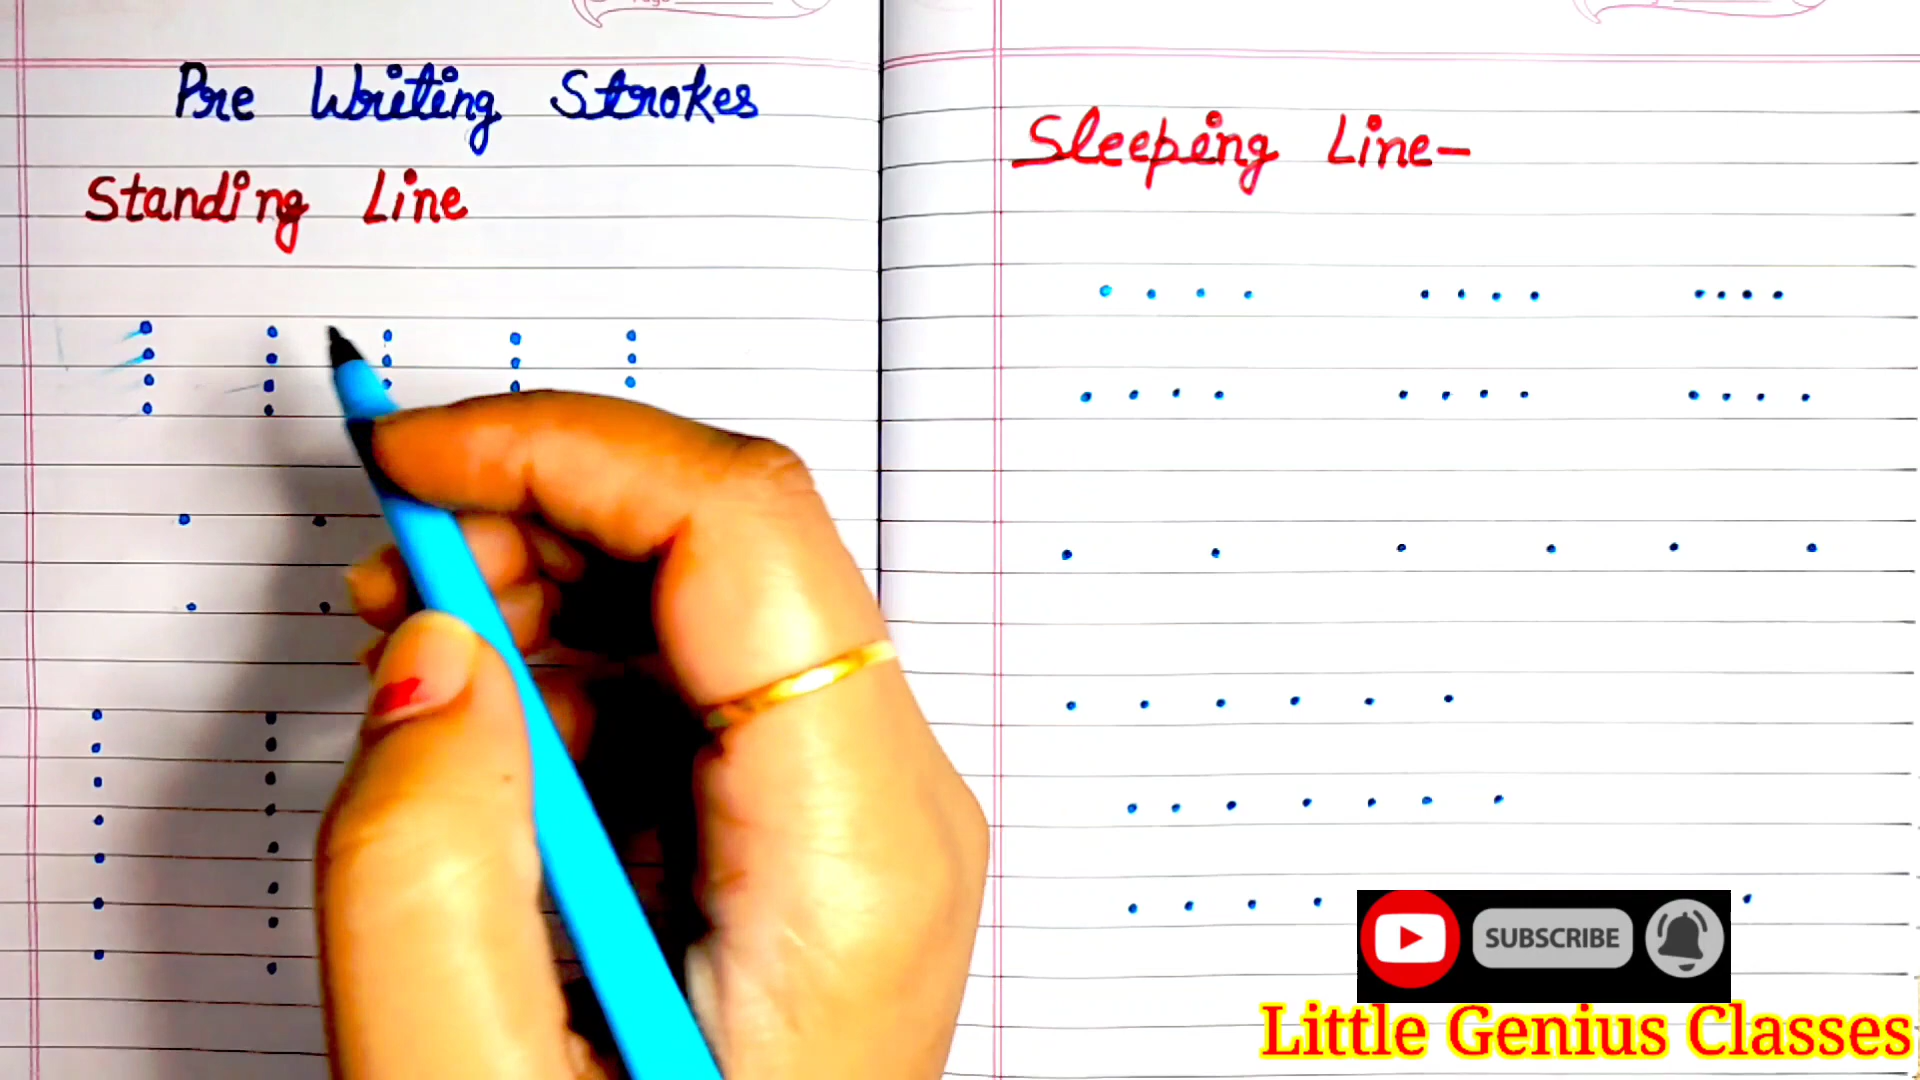 Pre Writing Strokes
Standing Line
Sleeping Line-
SUBSCRIBE
Little Genius Classes